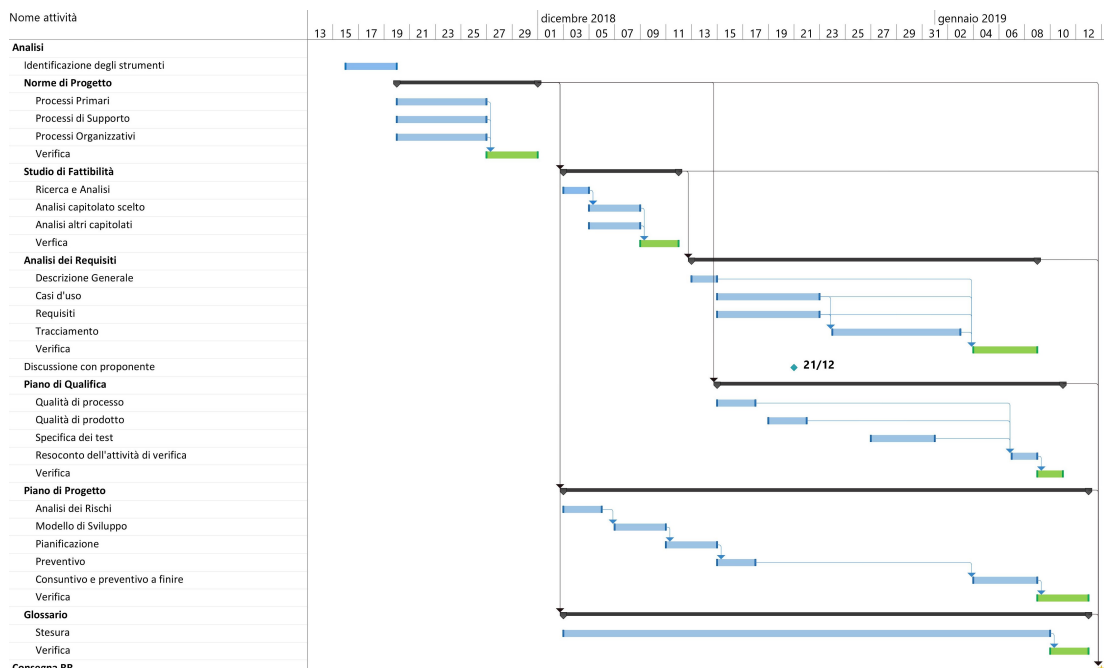 Nome attività
dicembre 2018 gennaio 2019
13 15 17 19 21 23 25 27 29 01 03 05 07 09 11 13 15 17 19 21 23 25 27 29 31 02 04 06 08 10 12
Analisi
Identificazione degli strumenti
Norme di Progetto
Processi Primari
Processi di Supporto
Processi Organizzativi
Verifica
Studio di Fattibilità
Ricerca e Analisi
Analisi capitolato scelto
Analisi altri capitolati
Verfica
Analisi dei Requisiti
Descrizione Generale
Casi d'uso
Requisiti
Tracciamento
Verifica
Discussione con proponente 21/12
Piano di Qualifica
Qualità di processo
Qualità di prodotto
Specifica dei test
Resoconto dell'attività di verifica
Verifica
Piano di Progetto
Analisi dei Rischi
Modello di Sviluppo
Pianificazione
Preventivo
Consuntivo e preventivo a finire
Verifica
Glossario
Stesura
Verifica
Consegna RR